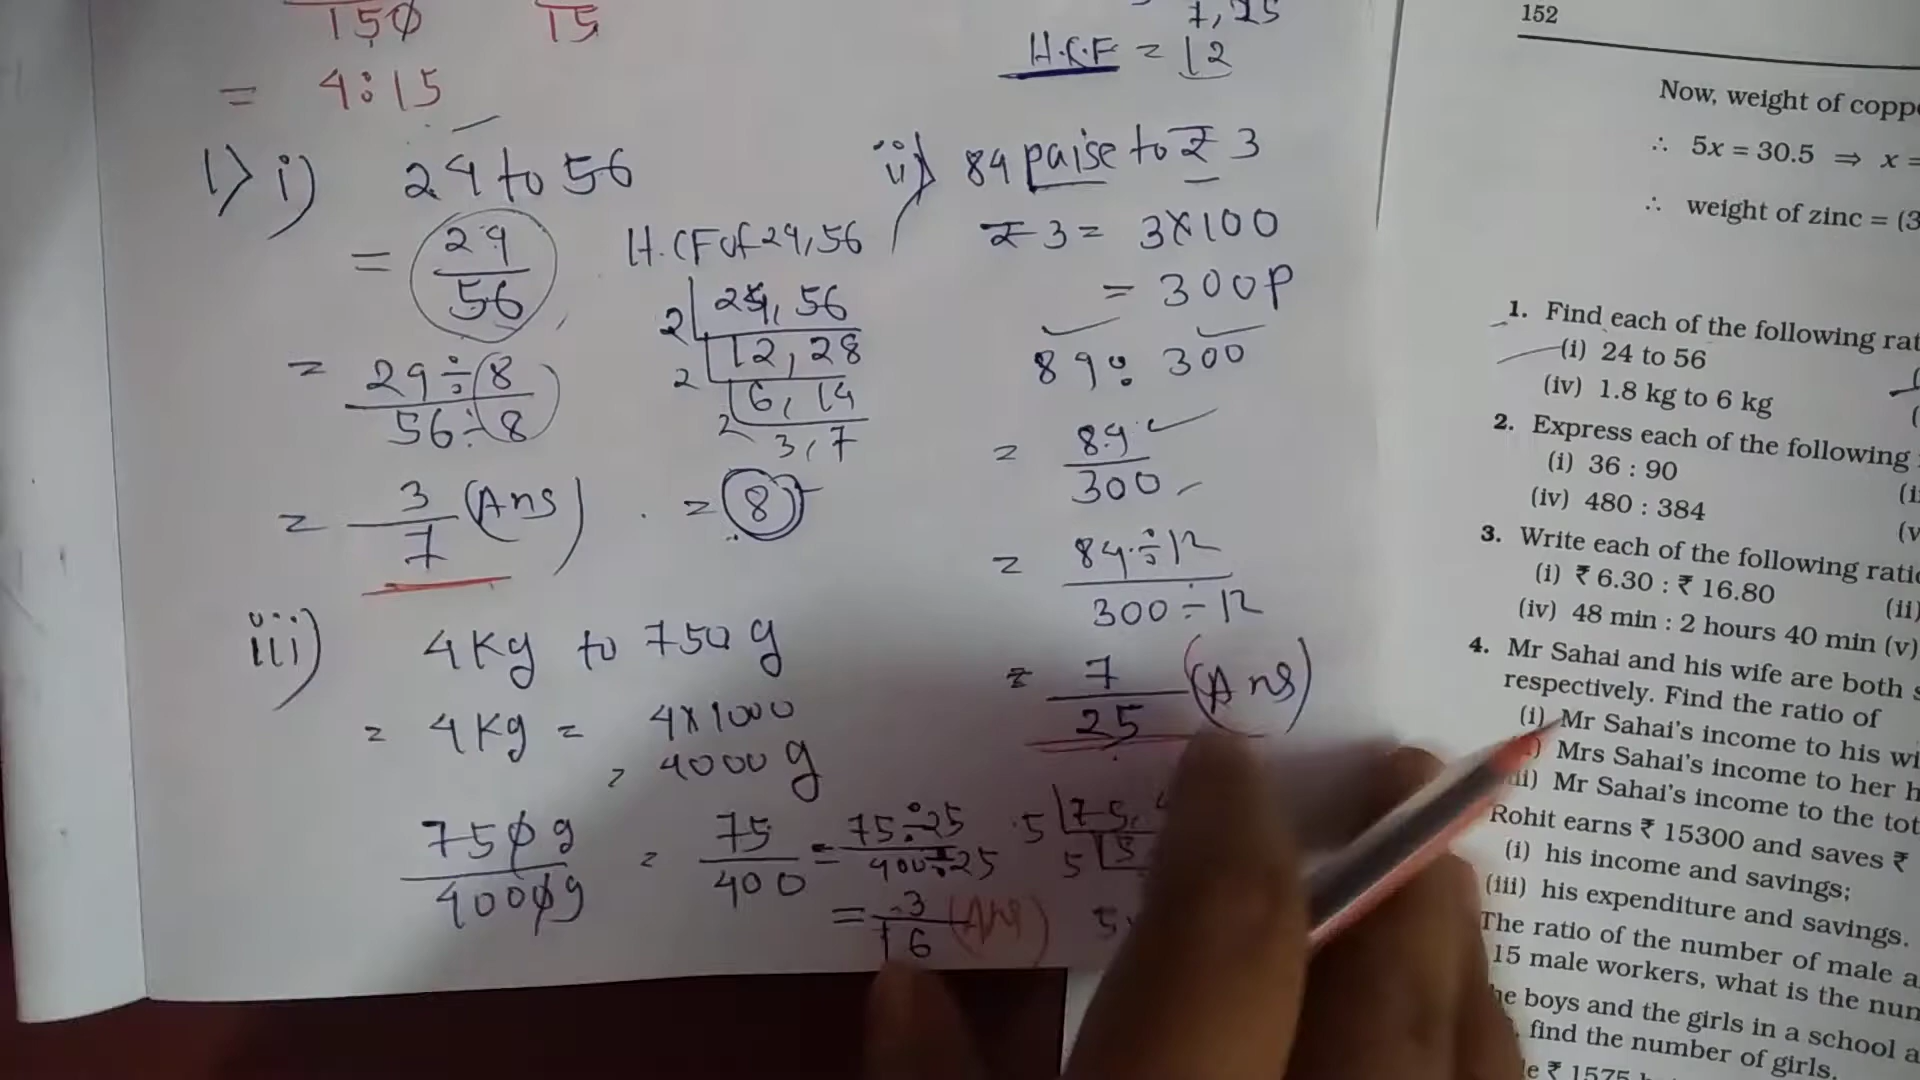 150 15
= 4:15
1) i) 24 to 56
= 24/56
H.C.F of 24, 56
2 | 24, 56
2 | 12, 28
2 | 6, 14
3, 7
= 24÷8 / 56÷8
= 3/7 (Ans)
= 8
7, 25
H.C.F = 12
ii) 84 paise to ₹ 3
₹ 3 = 3×100
= 300P
84 : 300
= 84/300
= 84÷12 / 300÷12
= 7/25 (Ans)
iii) 4 Kg to 750 g
= 4 Kg = 4×1000
= 4000 g
750 g / 4000 g = 75/400 = 75÷25 / 400÷25
= 3/16 (Ans)
5 | 75,
5 |
152
Now, weight of
∴ 5x = 30.5 ⇒ x =
∴ weight of zinc = (3
1. Find each of the following
(i) 24 to 56
(iv) 1.8 kg to 6 kg
2. Express each of the following
(i) 36 : 90
(iv) 480 : 384
3. Write each of the following
(i) ₹ 6.30 : ₹ 16.80 (ii)
(iv) 48 min : 2 hours 40 min (v)
4. Mr Sahai and his wife are both
respectively. Find the ratio of
(i) Mr Sahai's income to his
Mrs Sahai's income to her
Mr Sahai's income to the
Rohit earns ₹ 15300 and saves ₹
(i) his income and savings;
(iii) his expenditure and savings.
The ratio of the number of male
15 male workers, what is the
boys and the girls in a school
find the number of girls.
₹ 1575